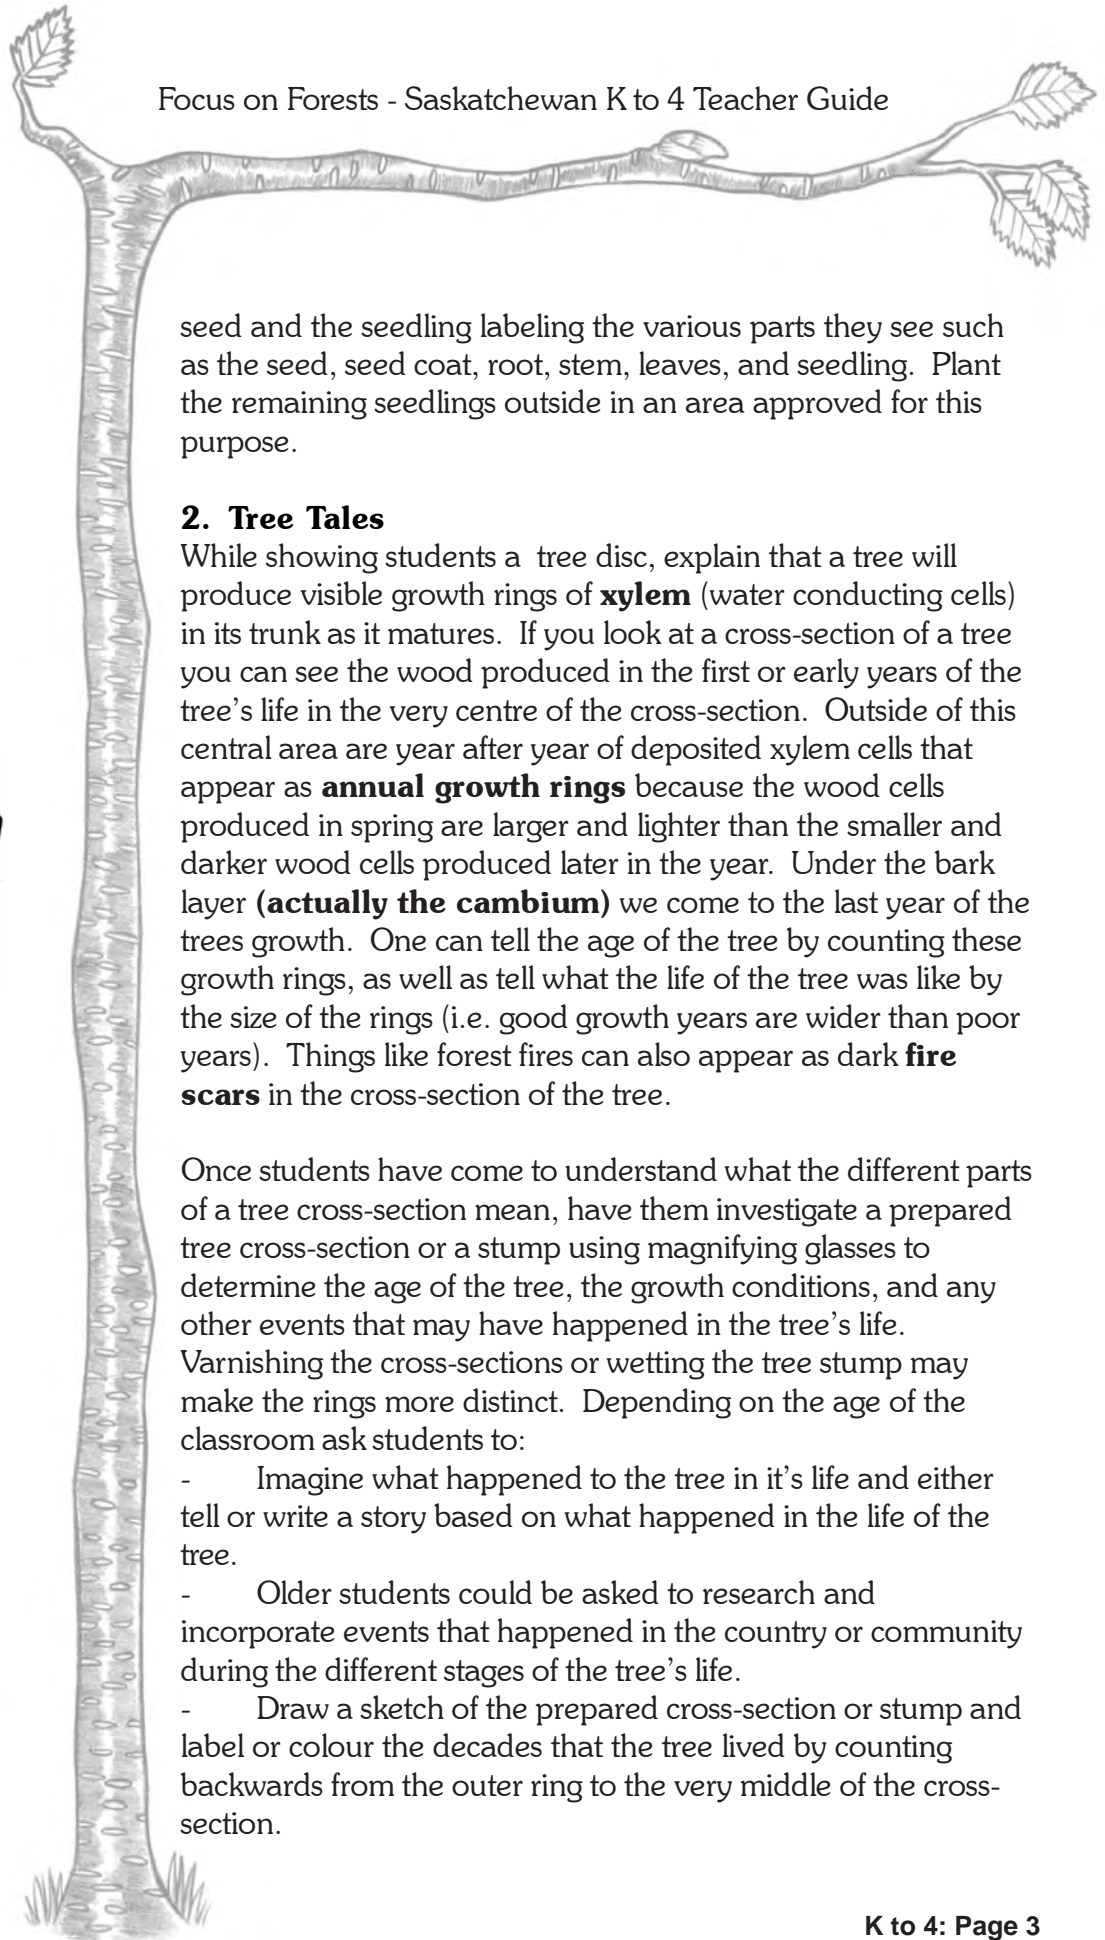 Focus on Forests - Saskatchewan K to 4 Teacher Guide
seed and the seedling labeling the various parts they see such
as the seed, seed coat, root, stem, leaves, and seedling. Plant
the remaining seedlings outside in an area approved for this
purpose.
2. Tree Tales
While showing students a tree disc, explain that a tree will
produce visible growth rings of xylem (water conducting cells)
in its trunk as it matures. If you look at a cross-section of a tree
you can see the wood produced in the first or early years of the
tree's life in the very centre of the cross-section. Outside of this
central area are year after year of deposited xylem cells that
appear as annual growth rings because the wood cells
produced in spring are larger and lighter than the smaller and
darker wood cells produced later in the year. Under the bark
layer (actually the cambium) we come to the last year of the
trees growth. One can tell the age of the tree by counting these
growth rings, as well as tell what the life of the tree was like by
the size of the rings (i.e. good growth years are wider than poor
years). Things like forest fires can also appear as dark fire
scars in the cross-section of the tree.
Once students have come to understand what the different parts
of a tree cross-section mean, have them investigate a prepared
tree cross-section or a stump using magnifying glasses to
determine the age of the tree, the growth conditions, and any
other events that may have happened in the tree's life.
Varnishing the cross-sections or wetting the tree stump may
make the rings more distinct. Depending on the age of the
classroom ask students to:
- Imagine what happened to the tree in it's life and either
tell or write a story based on what happened in the life of the
tree.
- Older students could be asked to research and
incorporate events that happened in the country or community
during the different stages of the tree's life.
- Draw a sketch of the prepared cross-section or stump and
label or colour the decades that the tree lived by counting
backwards from the outer ring to the very middle of the cross-
section.
K to 4: Page 3